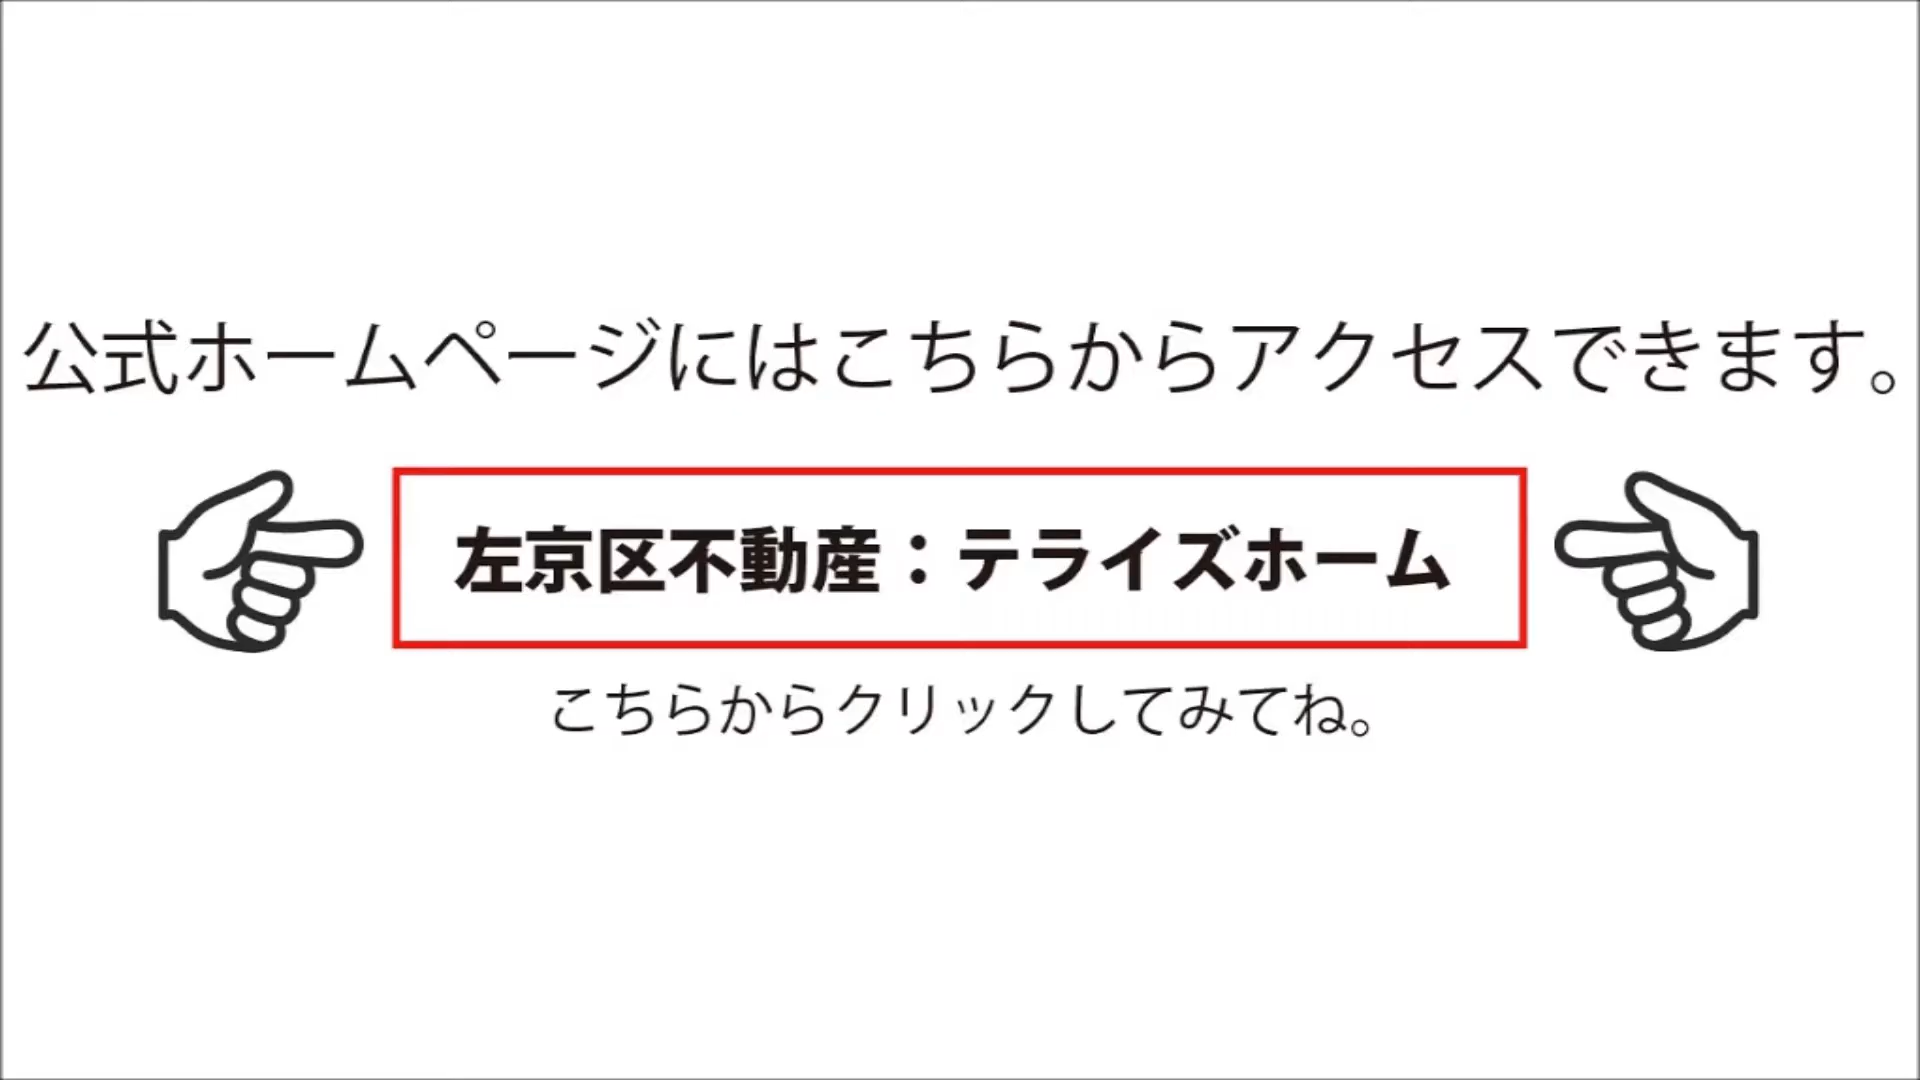 公式ホームページにはこちらからアクセスできます。
左京区不動産：テライズホーム
こちらからクリックしてみてね。